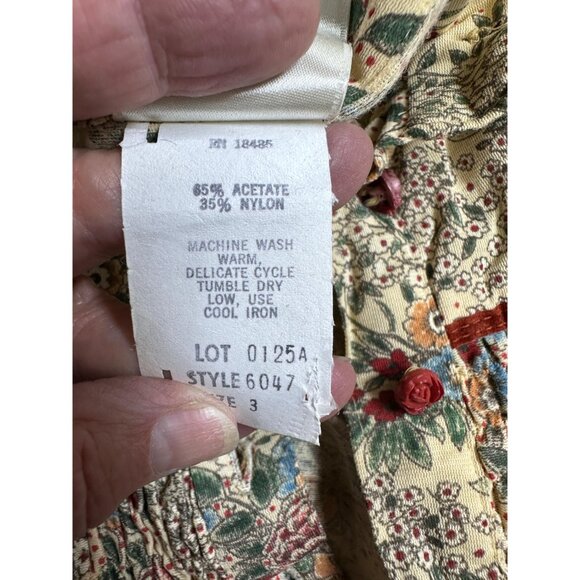 RN 18485
65% ACETATE
35% NYLON
MACHINE WASH
WARM,
DELICATE CYCLE
TUMBLE DRY
LOW, USE
COOL IRON
LOT 0125A
STYLE 6047
SIZE 3